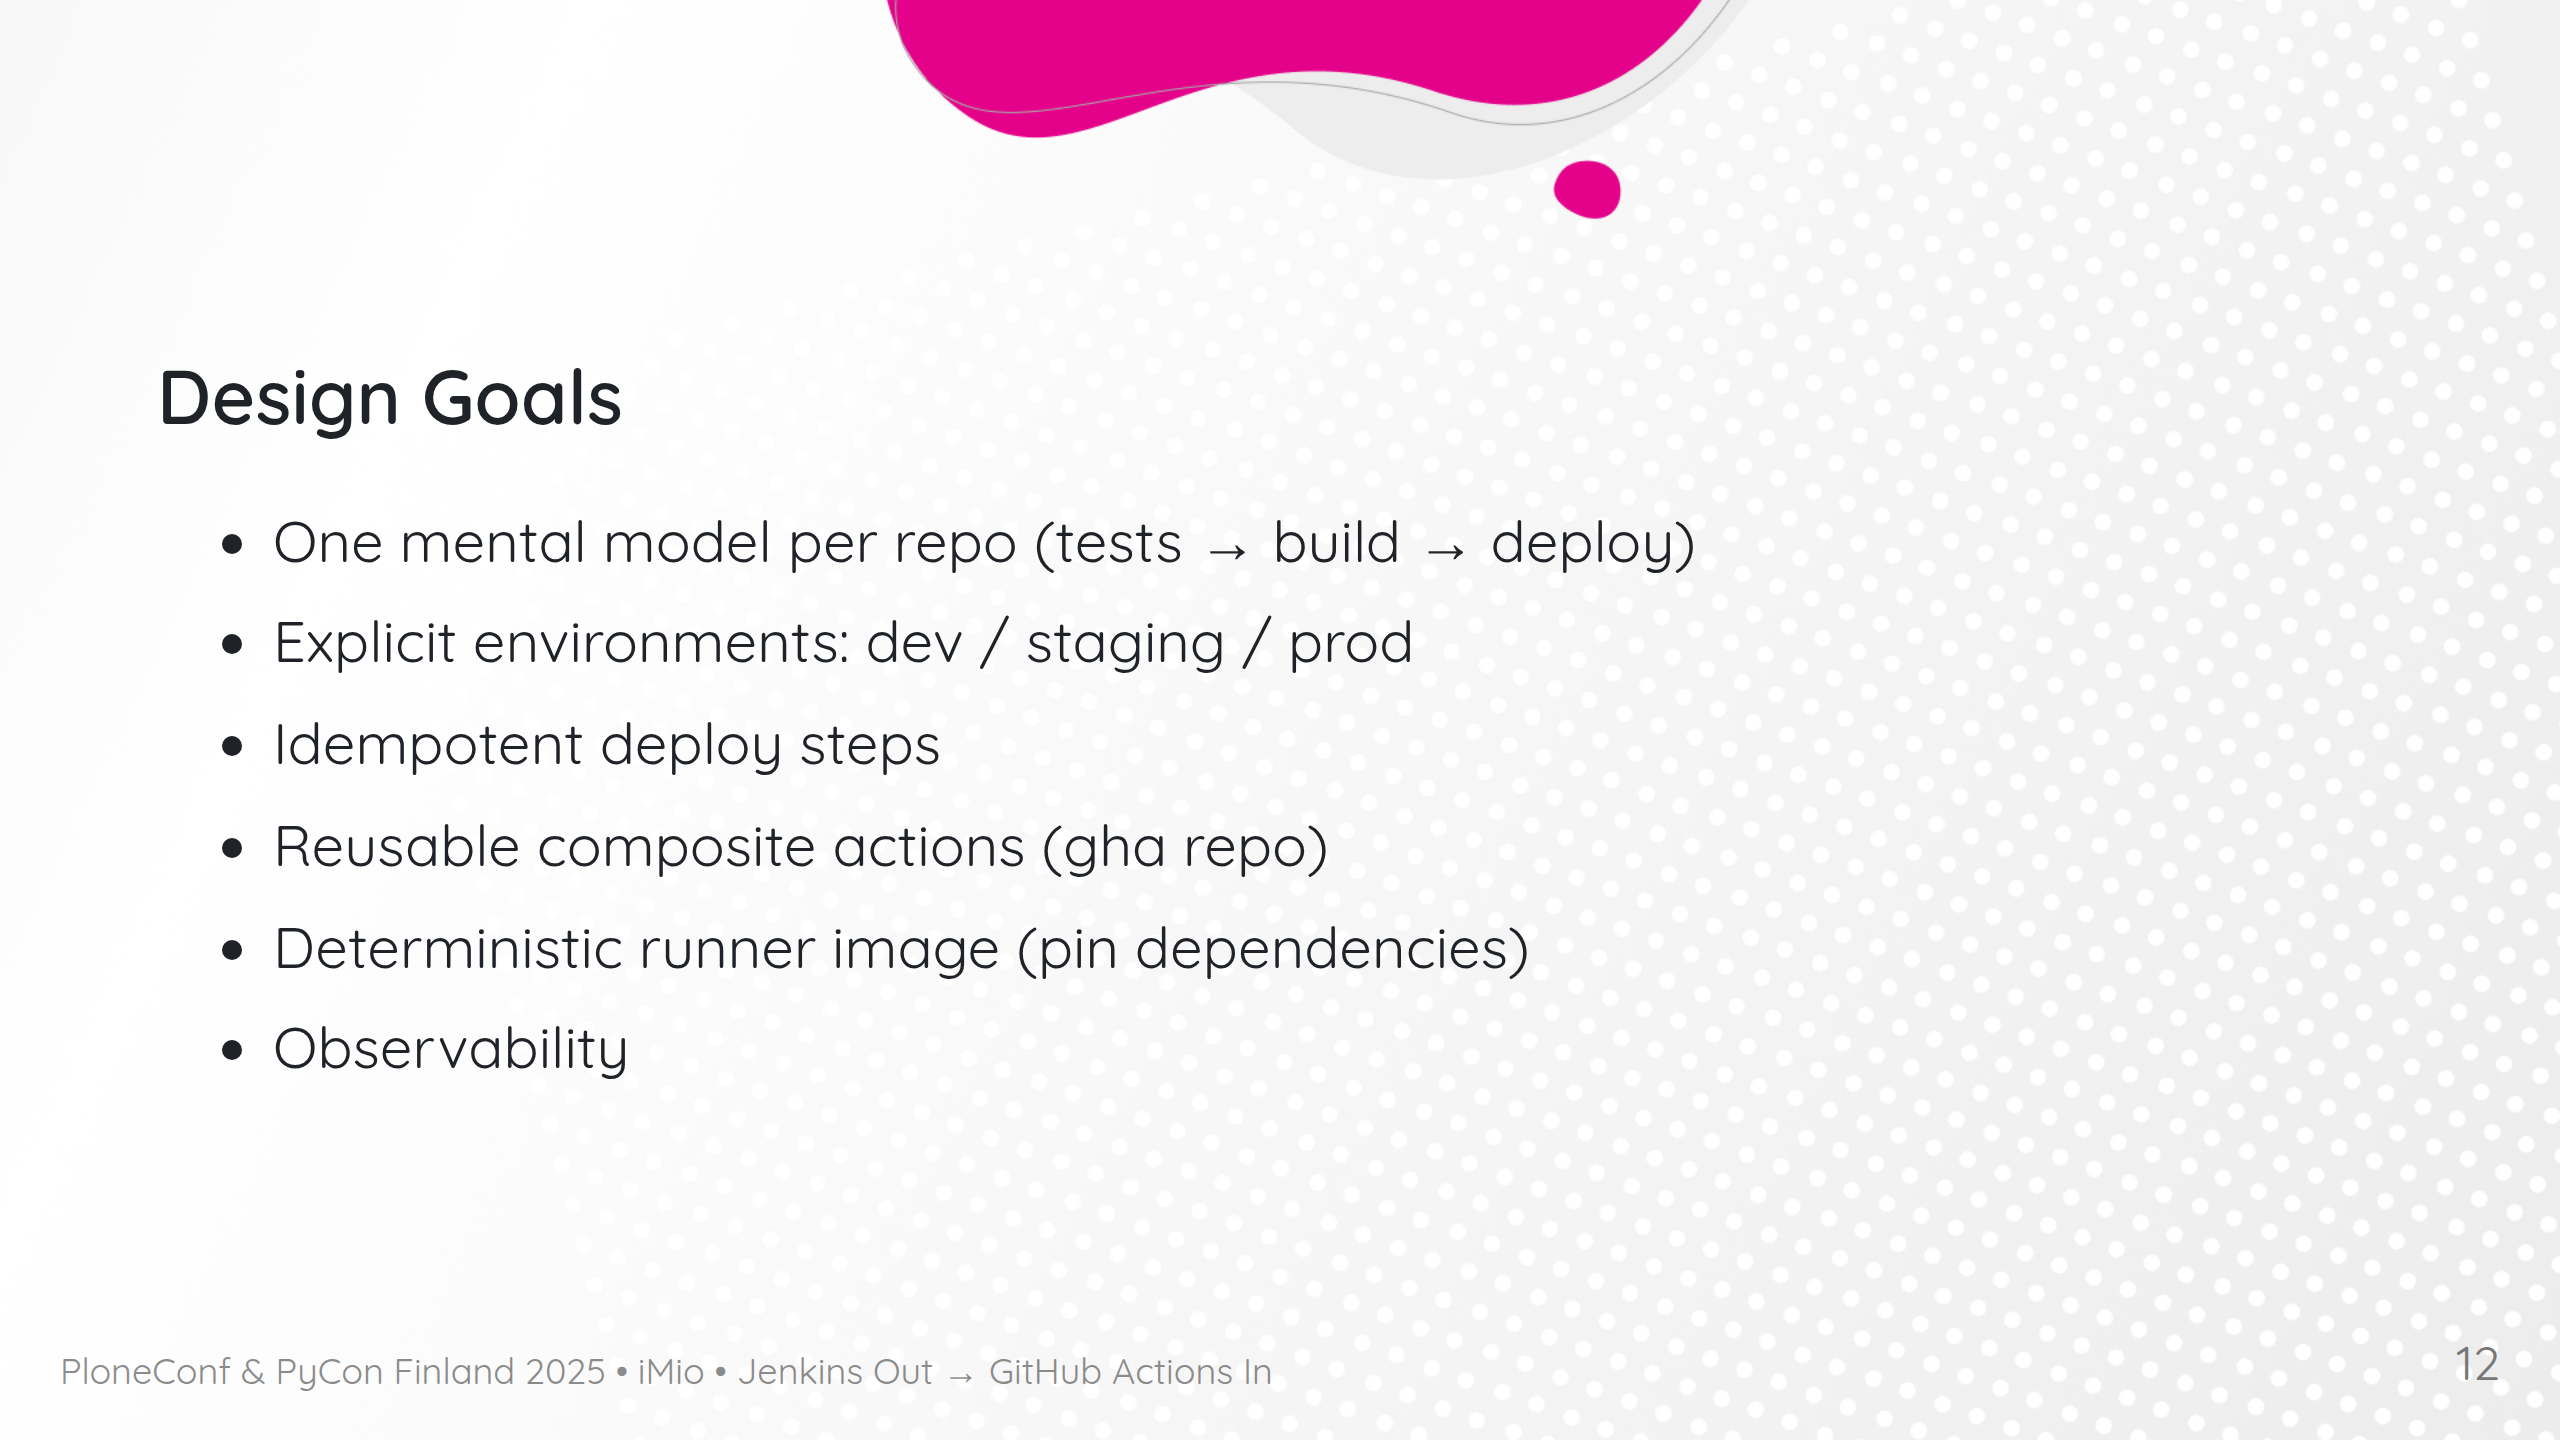 Design Goals
• One mental model per repo (tests → build → deploy)
• Explicit environments: dev / staging / prod
• Idempotent deploy steps
• Reusable composite actions (gha repo)
• Deterministic runner image (pin dependencies)
• Observability
PloneConf & PyCon Finland 2025 • iMio • Jenkins Out → GitHub Actions In
12